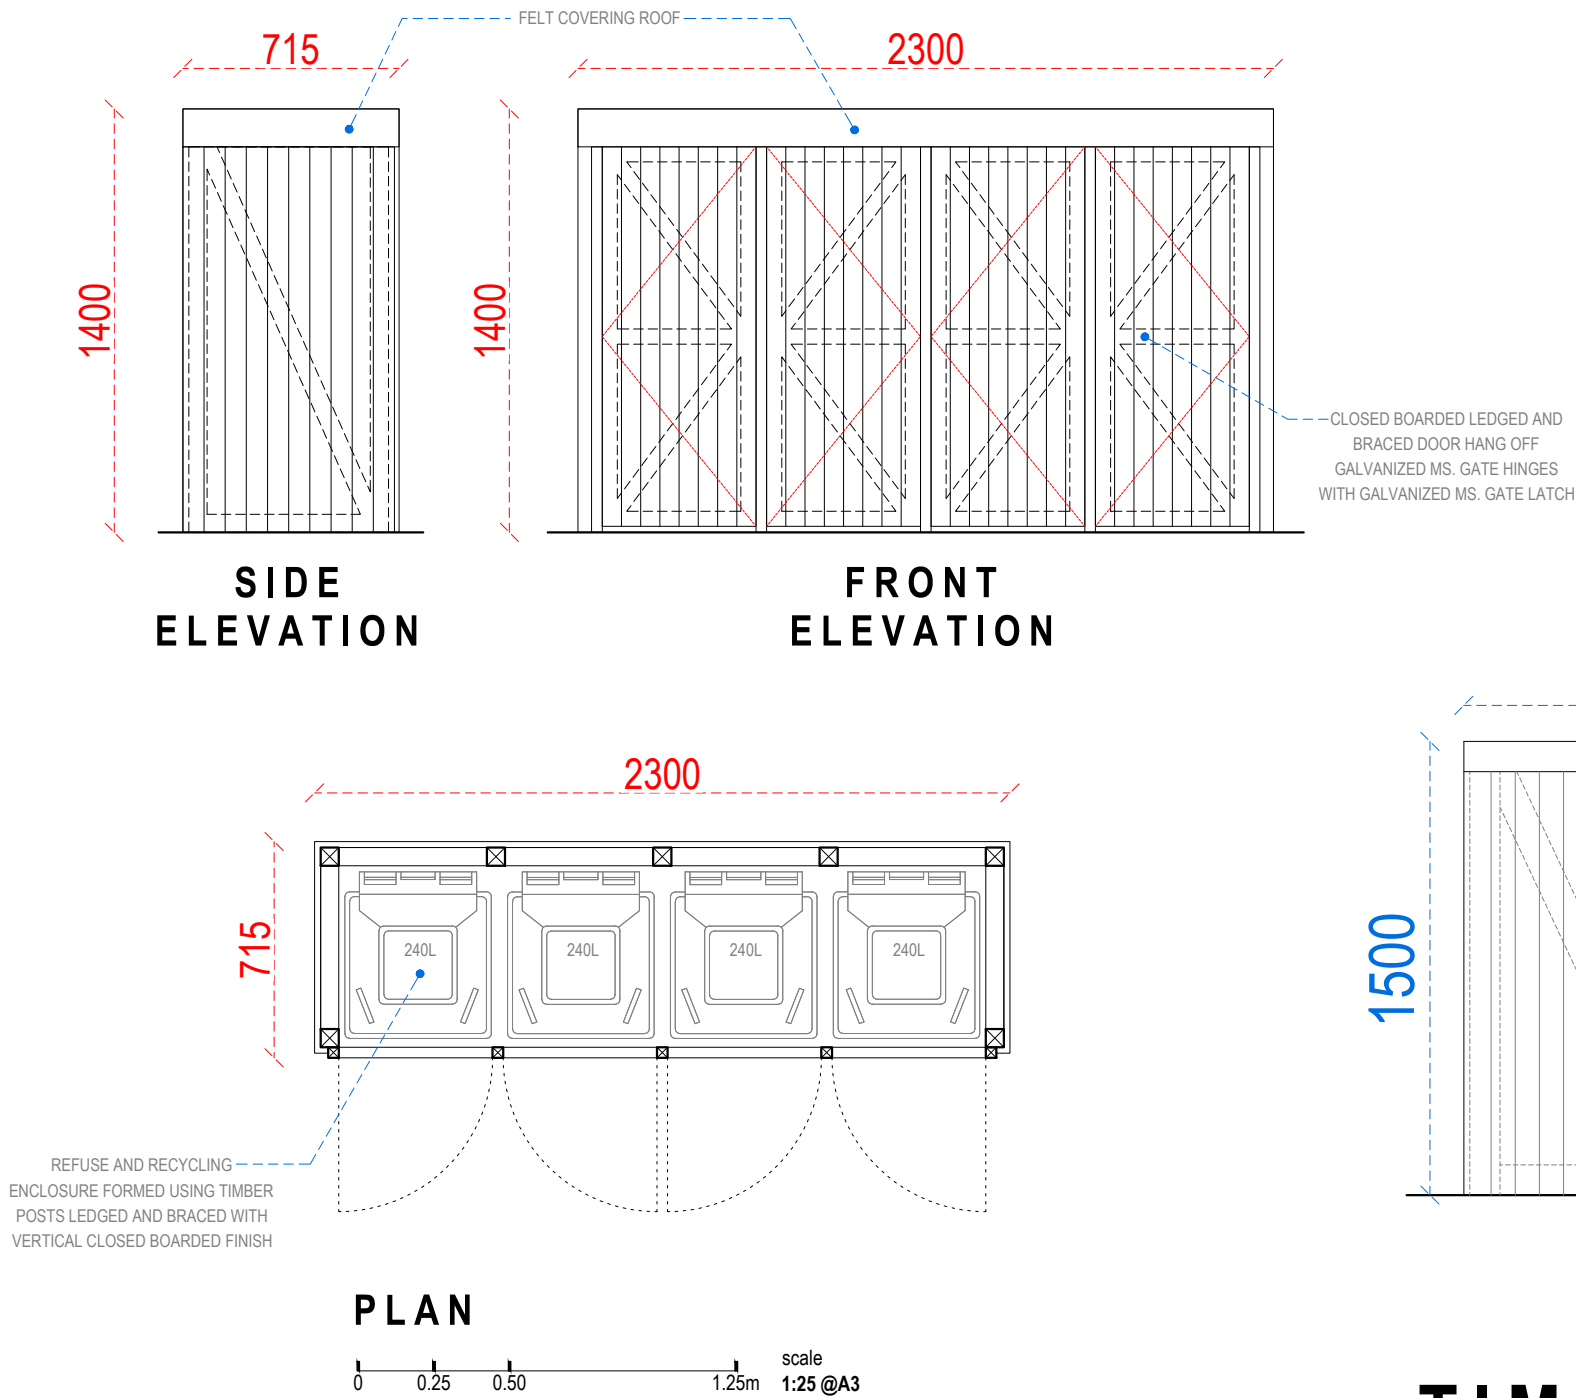 FELT COVERING ROOF
715
2300
1400
1400
CLOSED BOARDED LEDGED AND
BRACED DOOR HANG OFF
GALVANIZED MS. GATE HINGES
WITH GALVANIZED MS. GATE LATCH
SIDE
ELEVATION
FRONT
ELEVATION
2300
715
240L
240L
240L
240L
1500
REFUSE AND RECYCLING
ENCLOSURE FORMED USING TIMBER
POSTS LEDGED AND BRACED WITH
VERTICAL CLOSED BOARDED FINISH
PLAN
0 0.25 0.50 1.25m
scale
1:25 @A3
TIM